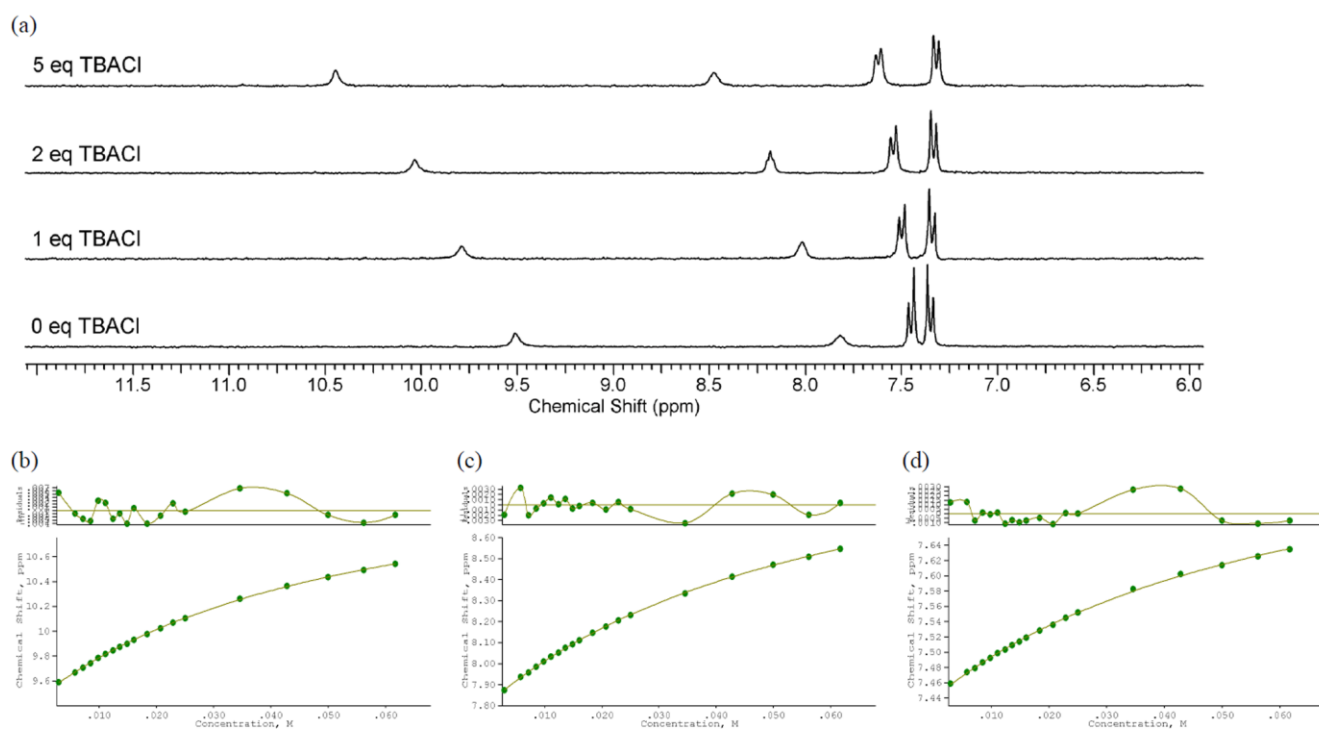 (a)
5 eq TBACl
2 eq TBACl
1 eq TBACl
0 eq TBACl
11.5 11.0 10.5 10.0 9.5 9.0 8.5 8.0 7.5 7.0 6.5 6.0
Chemical Shift (ppm)
(b)
10.6
10.4
10.2
10
9.8
9.6
Chemical Shift, ppm
.010 .020 .030 .040 .050 .060
Concentration, M
(c)
.0030
.0020
.0010
8.60
8.50
8.40
8.30
8.20
8.10
8.00
7.90
7.80
Chemical Shift, ppm
.010 .020 .030 .040 .050 .060
Concentration, M
(d)
7.64
7.62
7.60
7.58
7.56
7.54
7.52
7.50
7.48
7.46
7.44
Chemical Shift, ppm
.010 .020 .030 .040 .050 .060
Concentration, M